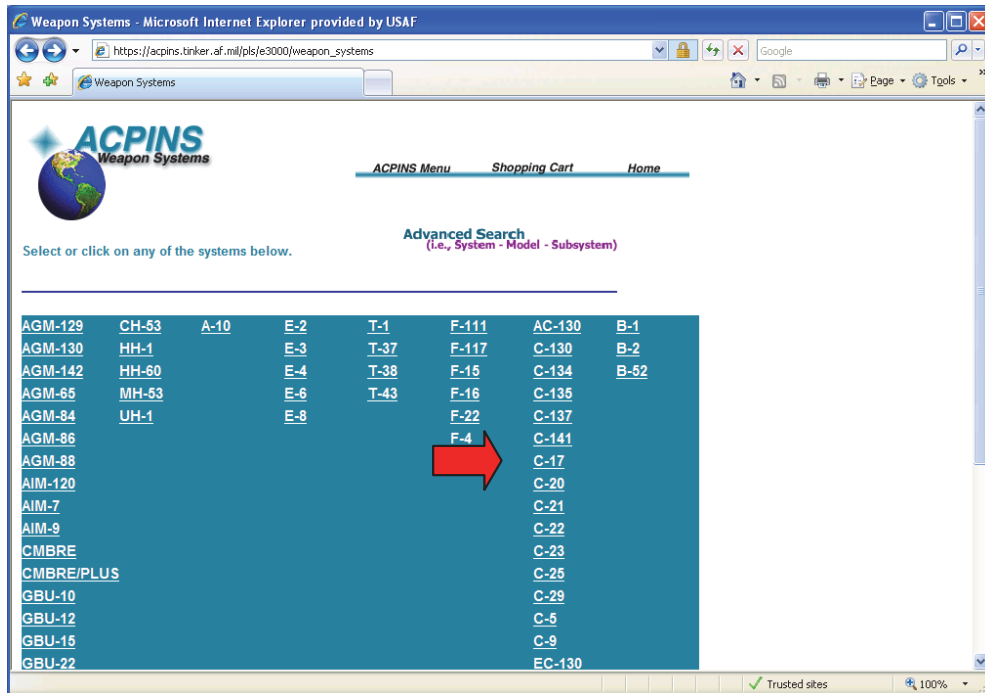 Weapon Systems - Microsoft Internet Explorer provided by USAF
https://acpins.tinker.af.mil/pls/e3000/weapon_systems
Google
Weapon Systems
Page
Tools
ACPINS
Weapon Systems
ACPINS Menu Shopping Cart Home
Advanced Search
(i.e., System - Model - Subsystem)
Select or click on any of the systems below.
AGM-129 CH-53 A-10 E-2 T-1 F-111 AC-130 B-1
AGM-130 HH-1 E-3 T-37 F-117 C-130 B-2
AGM-142 HH-60 E-4 T-38 F-15 C-134 B-52
AGM-65 MH-53 E-6 T-43 F-16 C-135
AGM-84 UH-1 E-8 F-22 C-137
AGM-86 F-4 C-141
AGM-88 C-17
AIM-120 C-20
AIM-7 C-21
AIM-9 C-22
CMBRE C-23
CMBRE/PLUS C-25
GBU-10 C-29
GBU-12 C-5
GBU-15 C-9
GBU-22 EC-130
Trusted sites 100%